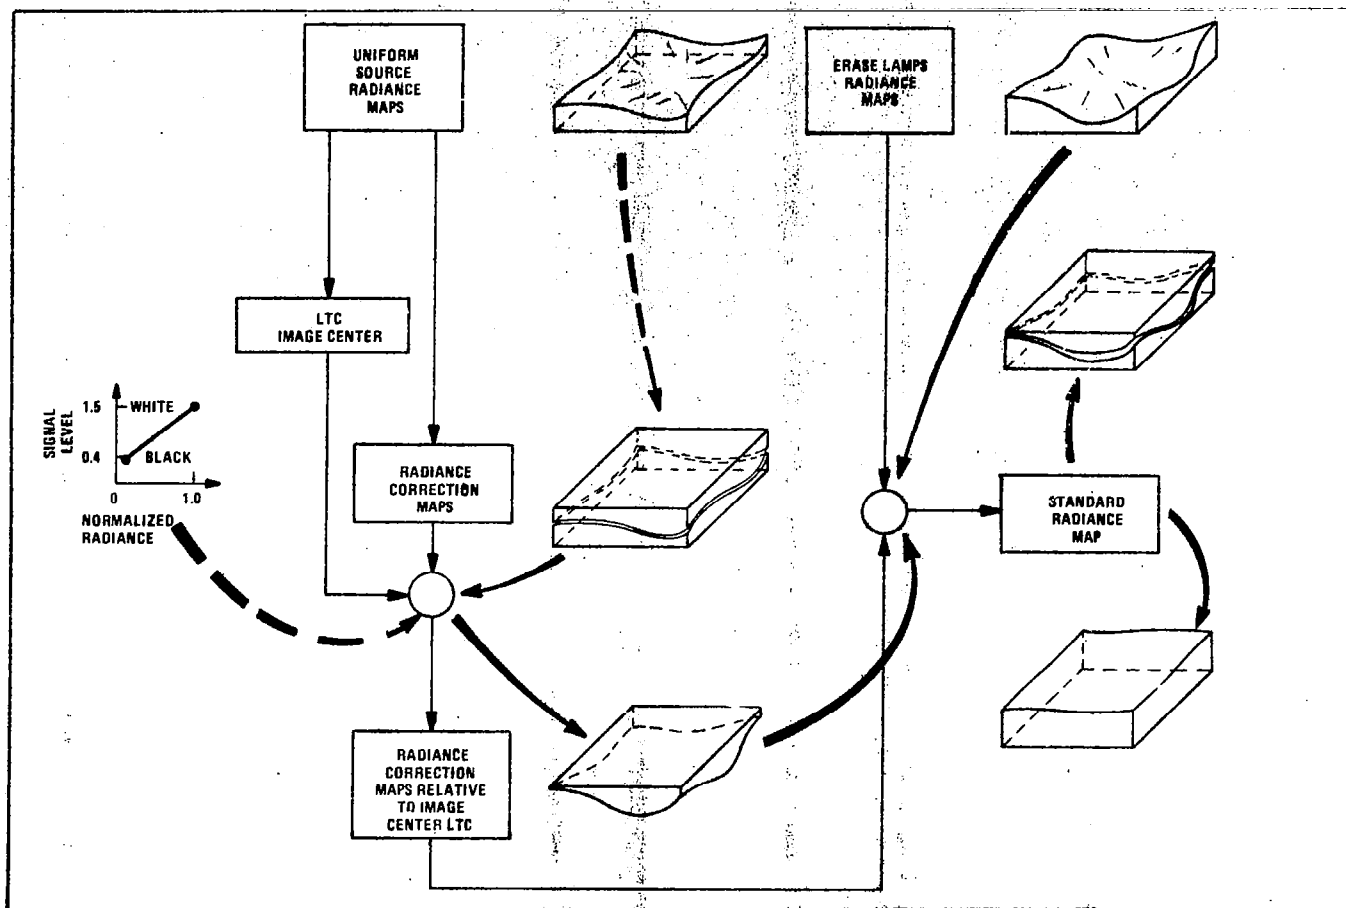 UNIFORM
SOURCE
RADIANCE
MAPS
ERASE LAMPS
RADIANCE
MAPS
LTC
IMAGE CENTER
SIGNAL
LEVEL
1.5
WHITE
0.4
BLACK
0
1.0
NORMALIZED
RADIANCE
RADIANCE
CORRECTION
MAPS
STANDARD
RADIANCE
MAP
RADIANCE
CORRECTION
MAPS RELATIVE
TO IMAGE
CENTER LTC